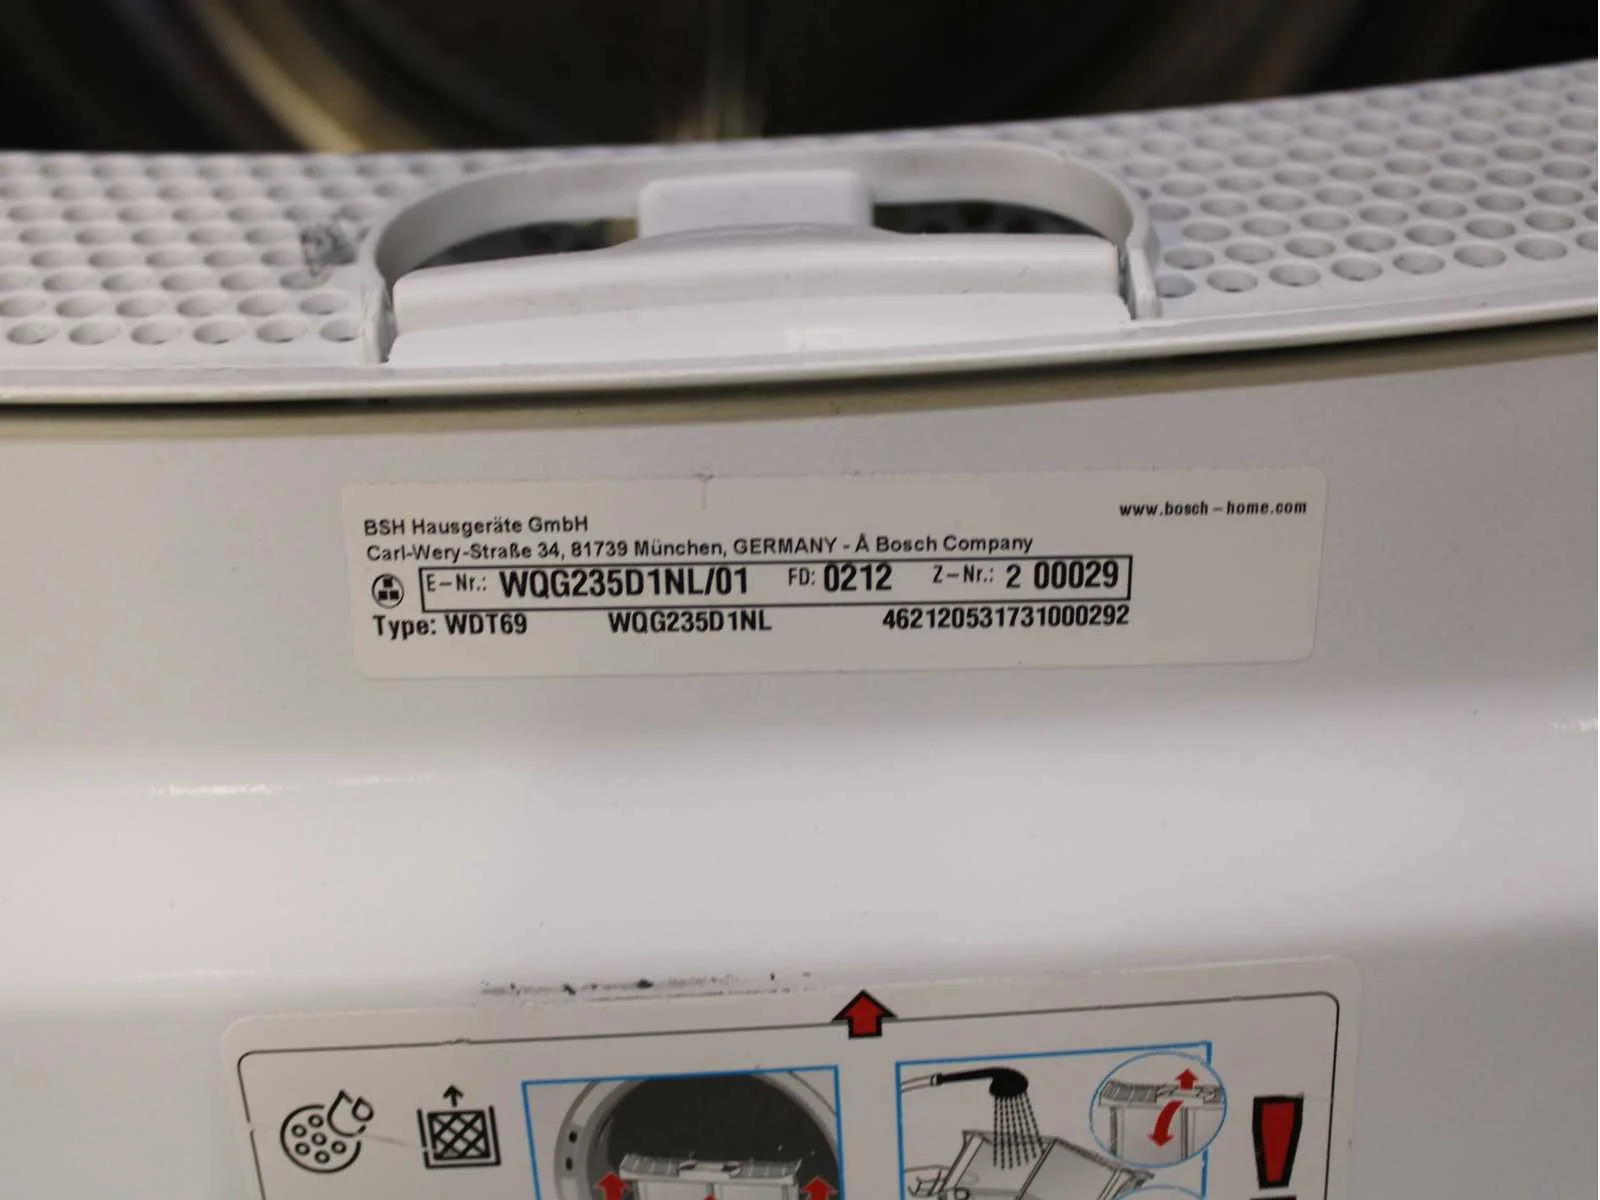 BSH Hausgeräte GmbH
www.bosch-home.com
Carl-Wery-Straße 34, 81739 München, GERMANY - A Bosch Company
E-Nr.: WQG235D1NL/01 FD: 0212 Z-Nr.: 2 00029
Type: WDT69 WQG235D1NL 462120531731000292